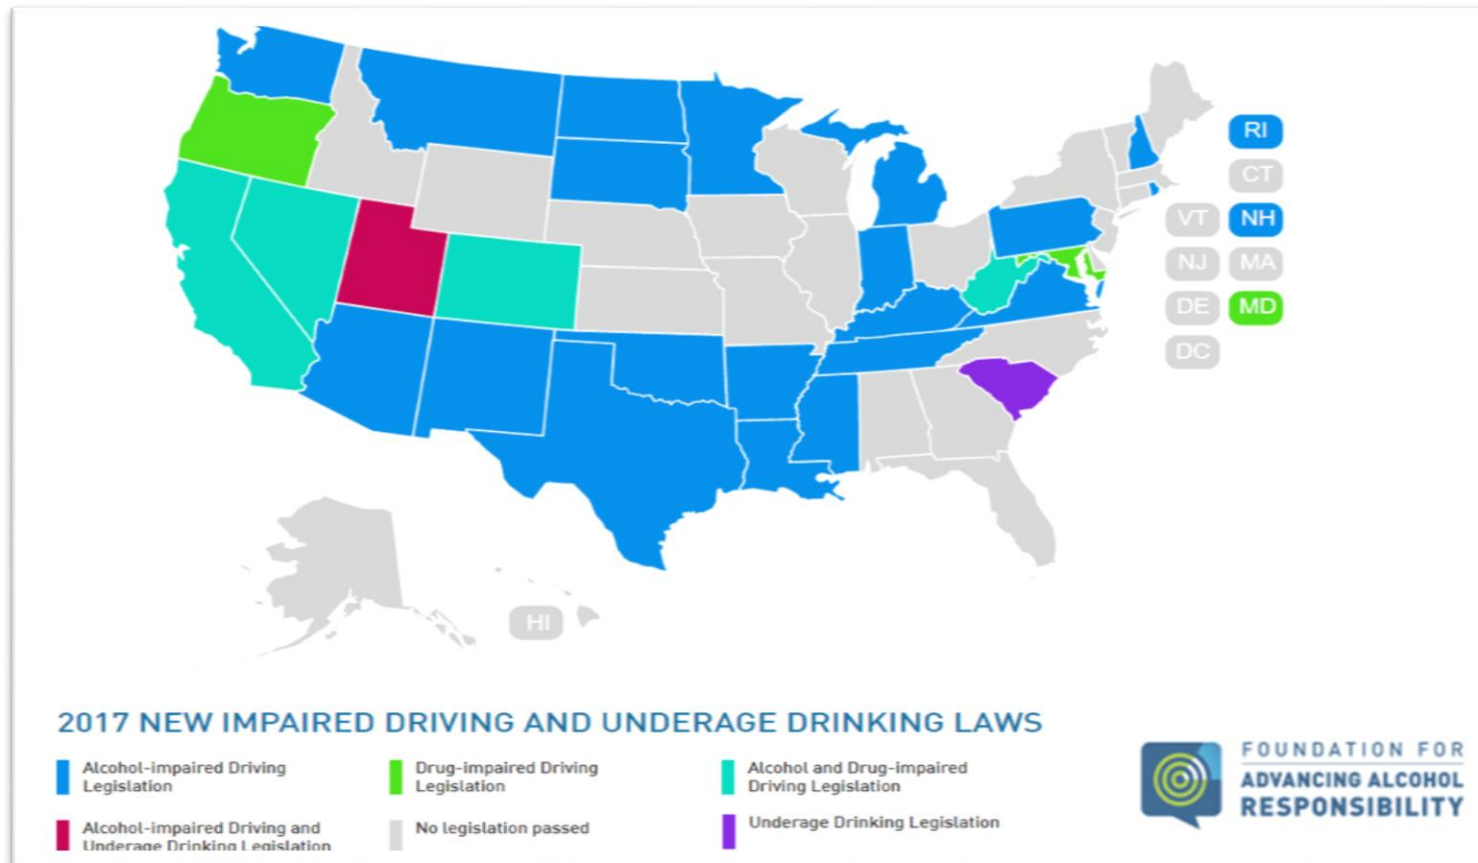 RI
CT
VT NH
NJ MA
DE MD
DC
HI
2017 NEW IMPAIRED DRIVING AND UNDERAGE DRINKING LAWS
Alcohol-impaired Driving
Legislation
Drug-impaired Driving
Legislation
Alcohol and Drug-impaired
Driving Legislation
Alcohol-impaired Driving and
Underage Drinking Legislation
No legislation passed
Underage Drinking Legislation
FOUNDATION FOR
ADVANCING ALCOHOL
RESPONSIBILITY